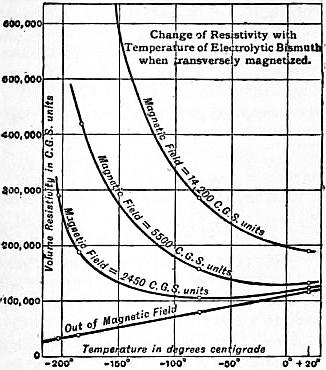 Change of Resistivity with
Temperature of Electrolytic Bismuth
when transversely magnetized.
600,000
500,000
400,000
300,000
200,000
100,000
0
Volume Resistivity in C.G.S. units
Magnetic Field = 14,200 C.G.S. units
Magnetic Field = 5500 C.G.S. units
Magnetic Field = 2450 C.G.S. units
Out of Magnetic Field
Temperature in degrees centigrade
-200° -150° -100° -50° 0° +20°